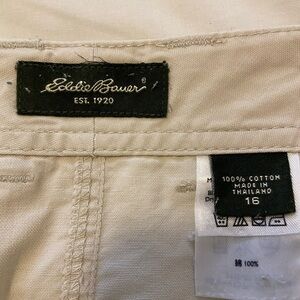 Eddie Bauer®
EST. 1920
100% COTTON
MADE IN
THAILAND
16
綿 100%